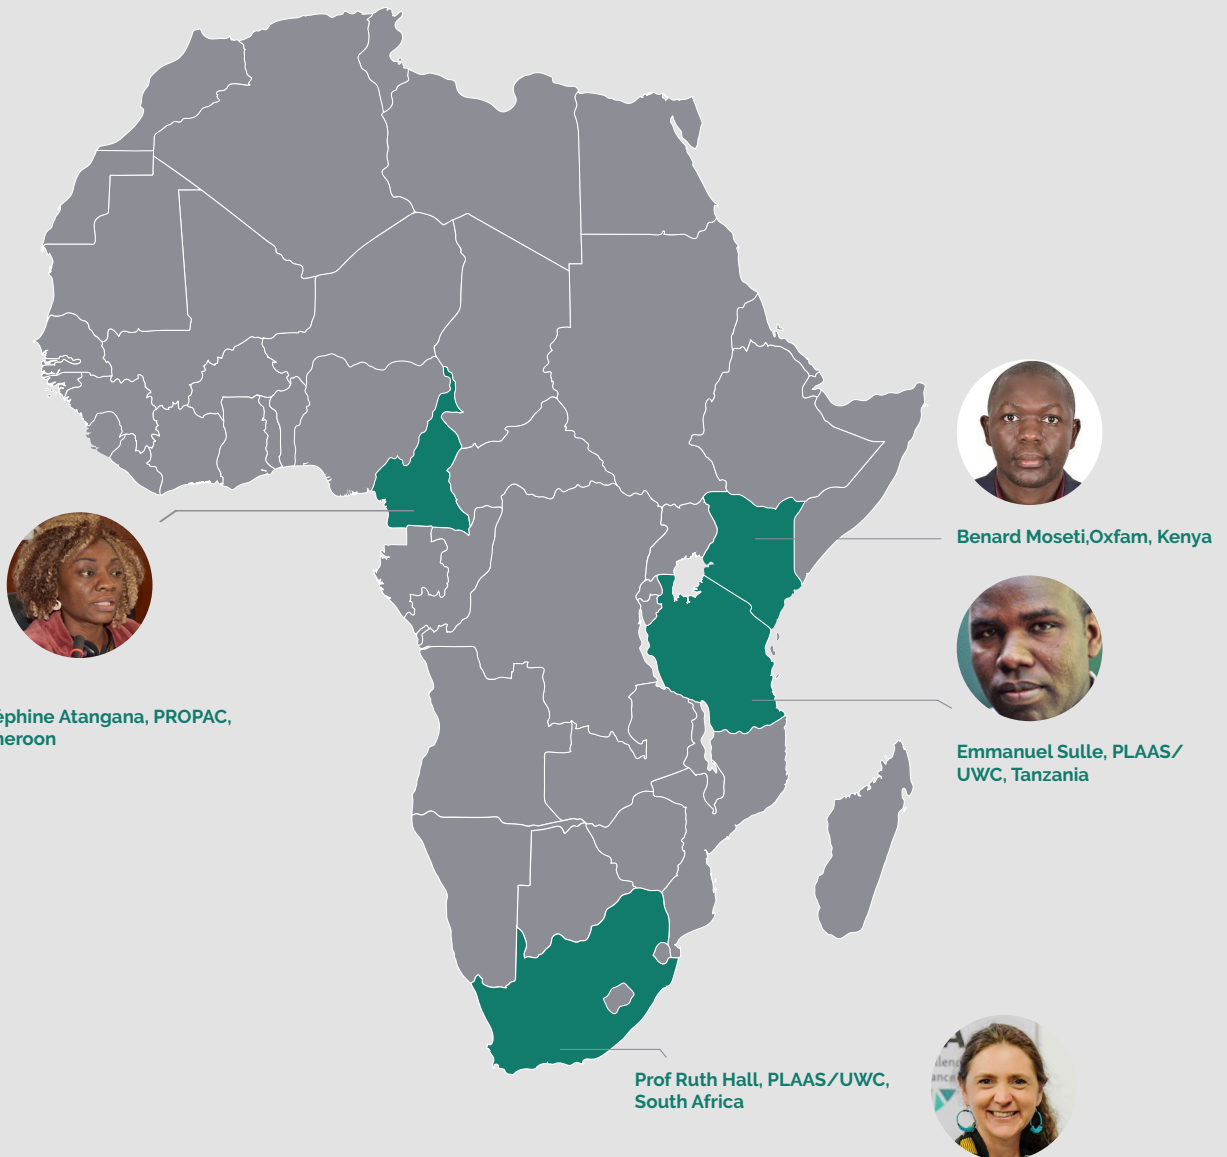 Benard Moseti,Oxfam, Kenya
Emmanuel Sulle, PLAAS/
UWC, Tanzania
éphine Atangana, PROPAC,
neroon
Prof Ruth Hall, PLAAS/UWC,
South Africa